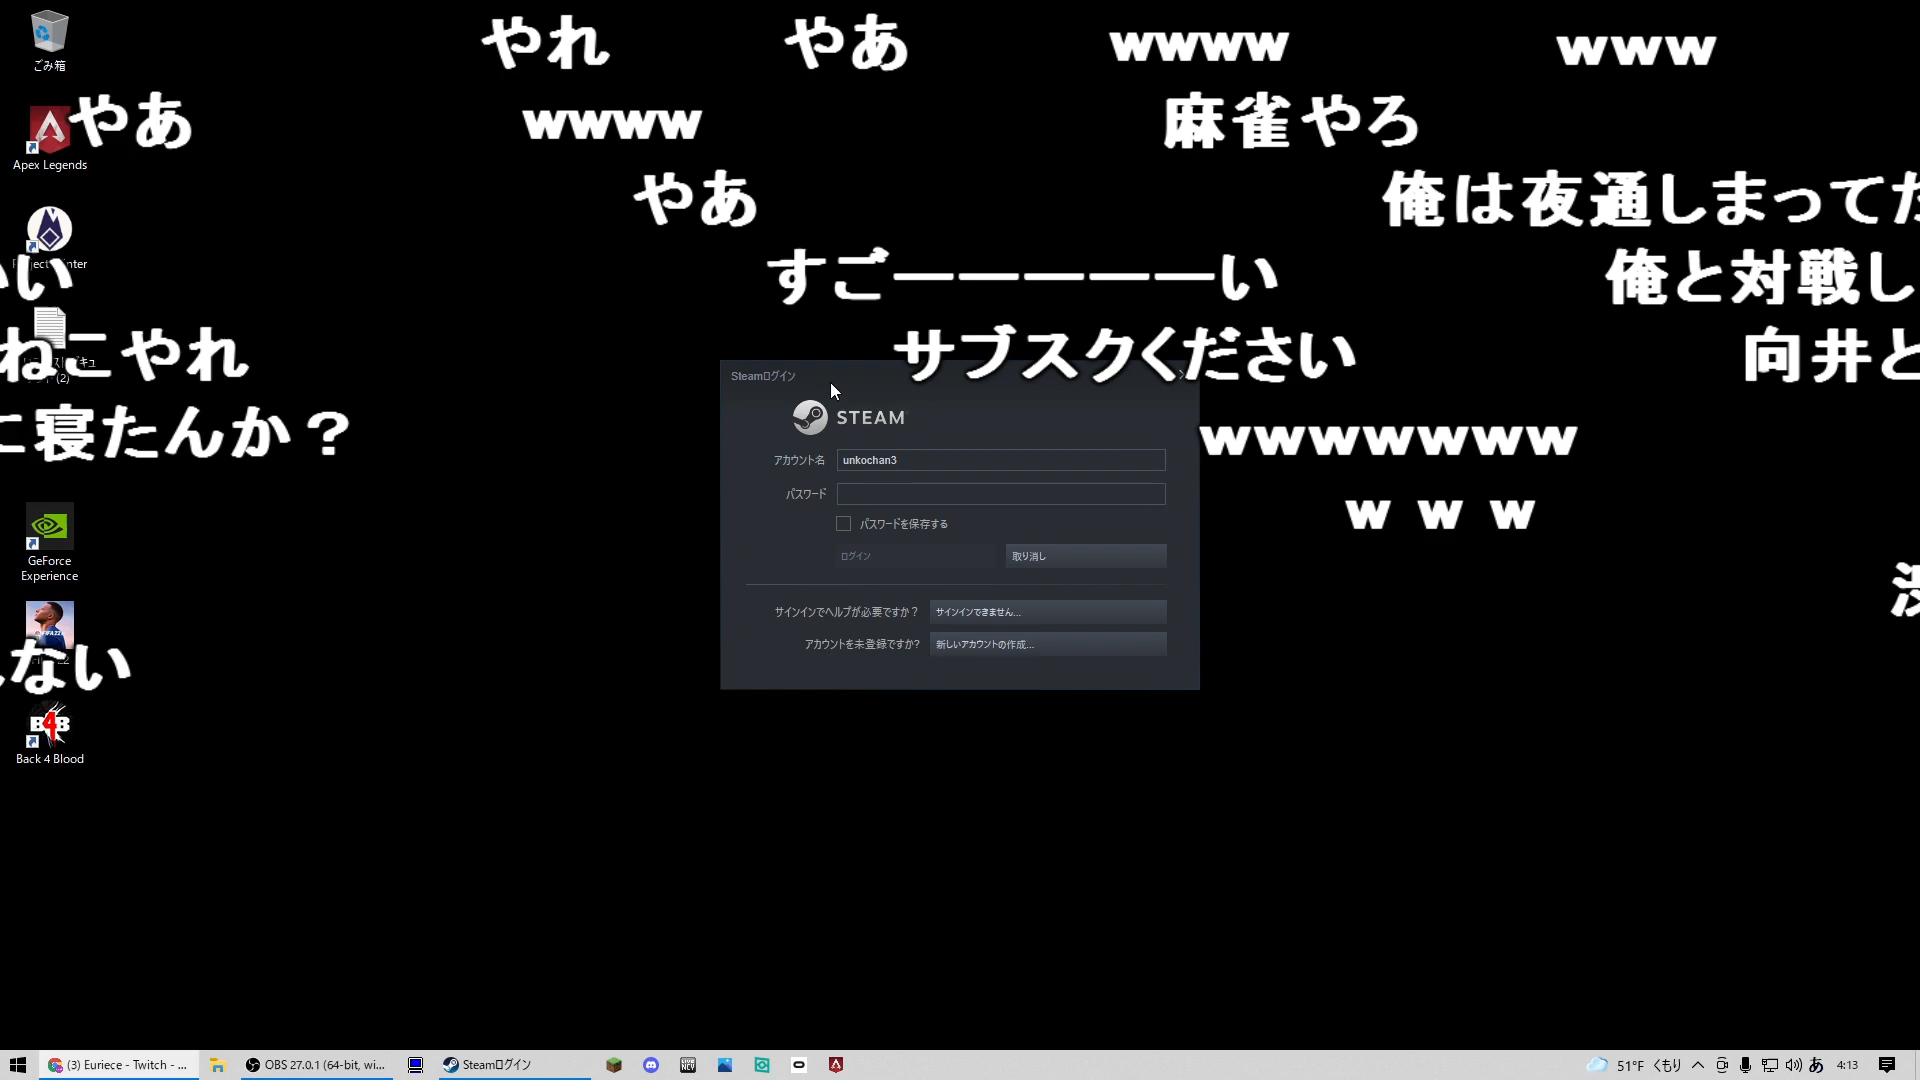 ごみ箱
Apex Legends
GeForce
Experience
Back 4 Blood
やれ
やあ
wwww
www
やあ
wwww
麻雀やろ
やあ
俺は夜通しまってた
すごーーーーーい
俺と対戦し
ねこやれ
サブスクください
向井と
に寝たんか？
wwwwwwww
w w w
ない
Steamログイン
STEAM
アカウント名
unkochan3
パスワード
パスワードを保存する
ログイン
取り消し
サインインでヘルプが必要ですか？
サインインできません...
アカウントを未登録ですか?
新しいアカウントの作成...
(3) Euriece - Twitch - ...
OBS 27.0.1 (64-bit, wi...
Steamログイン
51°F くもり
あ
4:13